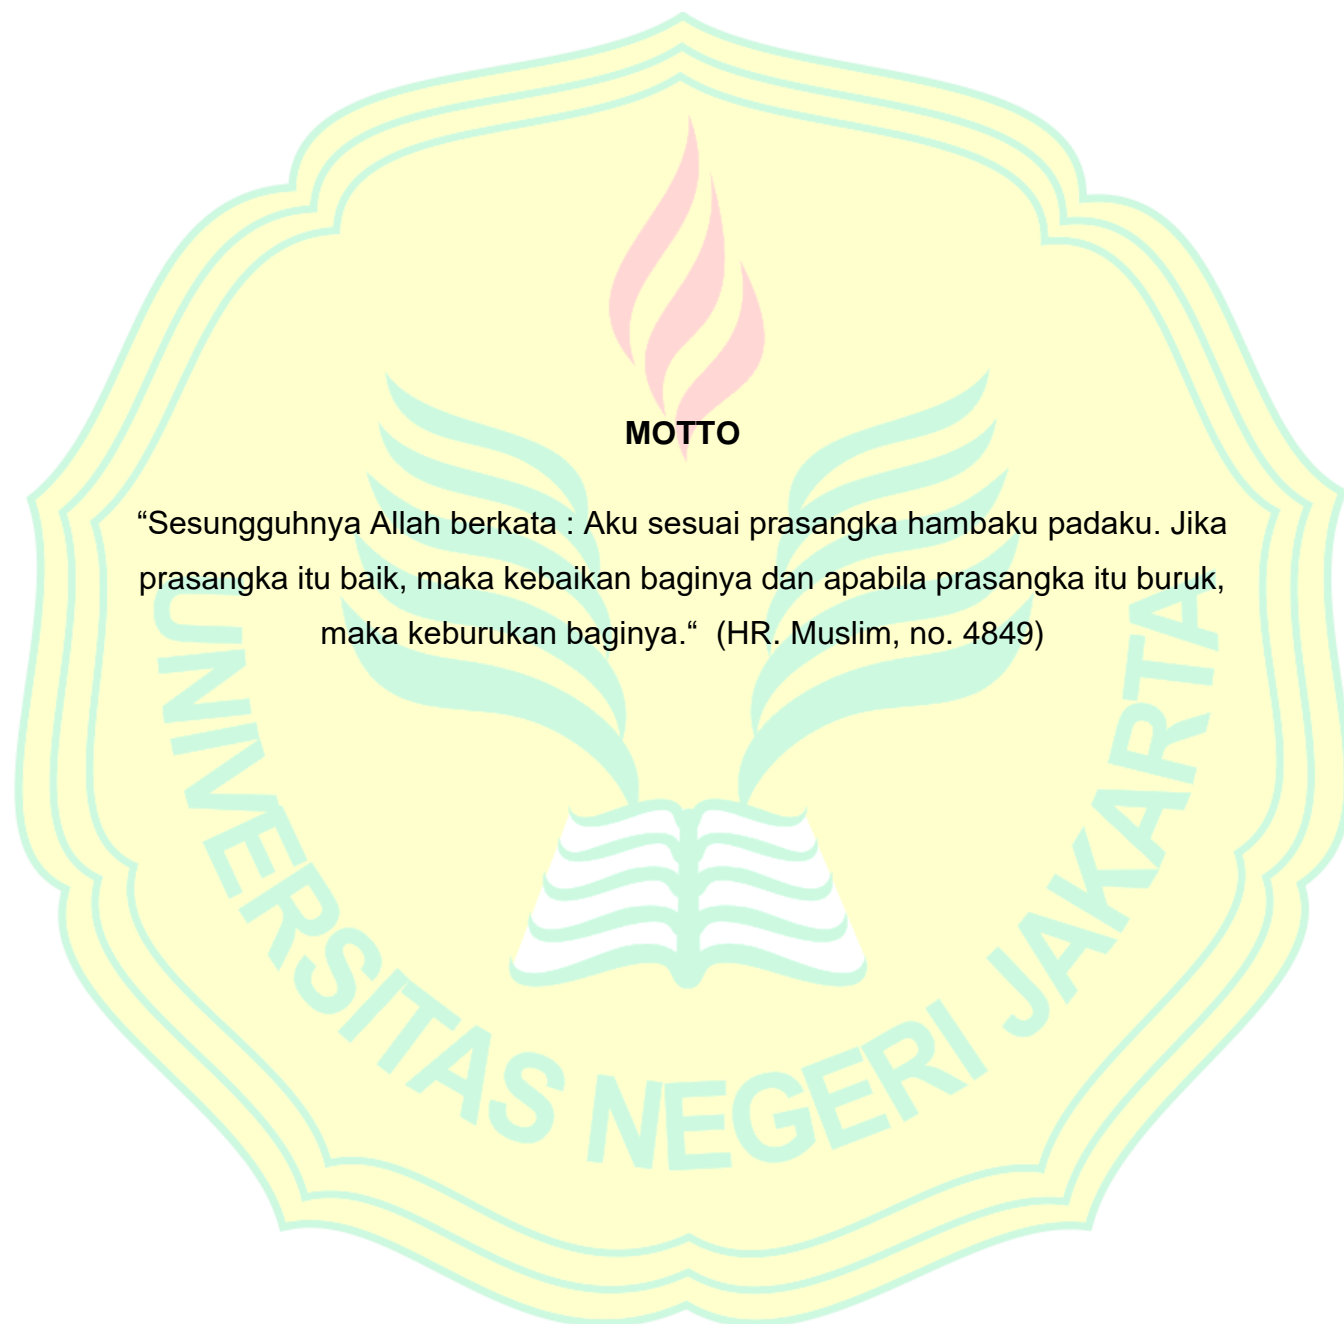 MOTTO
“Sesungguhnya Allah berkata : Aku sesuai prasangka hambaku padaku. Jika
prasangka itu baik, maka kebaikan baginya dan apabila prasangka itu buruk,
maka keburukan baginya.“  (HR. Muslim, no. 4849)
UNIVERSITAS NEGERI JAKARTA